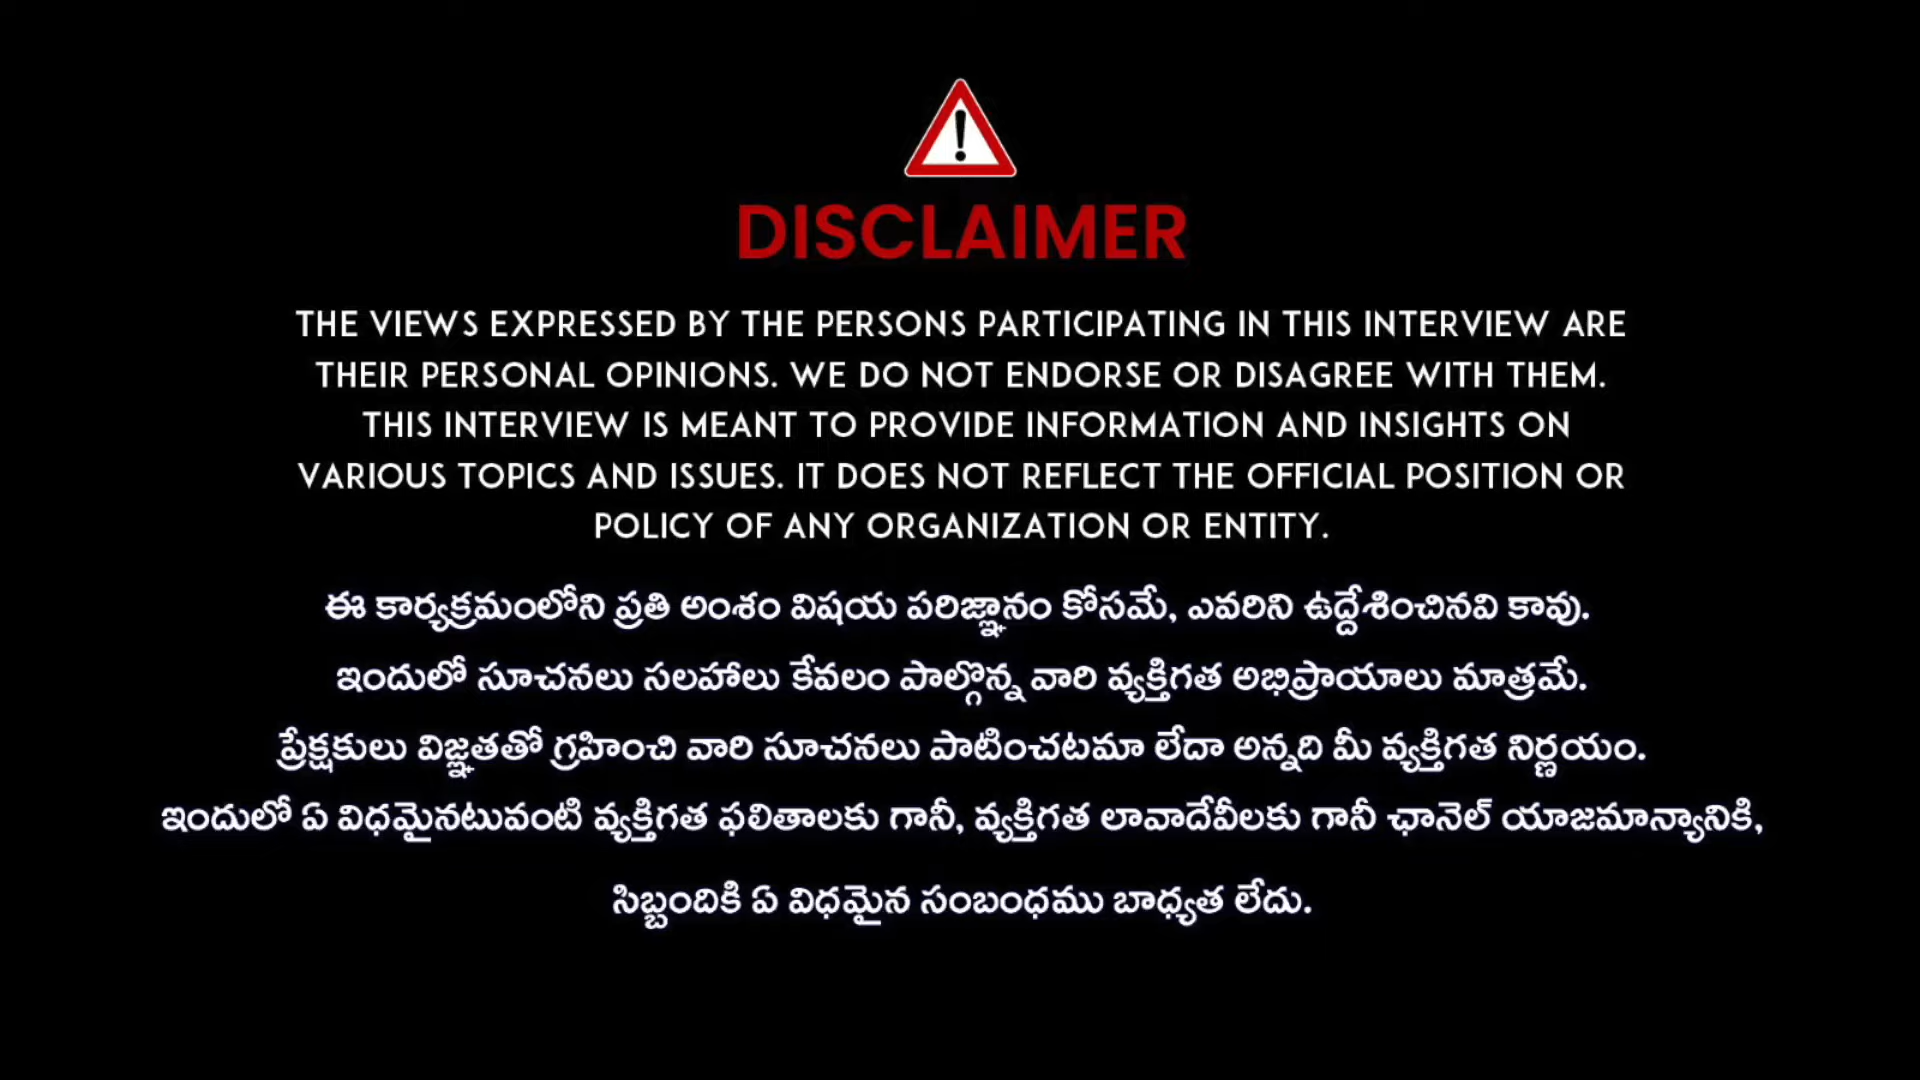 DISCLAIMER
THE VIEWS EXPRESSED BY THE PERSONS PARTICIPATING IN THIS INTERVIEW ARE
THEIR PERSONAL OPINIONS. WE DO NOT ENDORSE OR DISAGREE WITH THEM.
THIS INTERVIEW IS MEANT TO PROVIDE INFORMATION AND INSIGHTS ON
VARIOUS TOPICS AND ISSUES. IT DOES NOT REFLECT THE OFFICIAL POSITION OR
POLICY OF ANY ORGANIZATION OR ENTITY.
ఈ కార్యక్రమంలోని ప్రతి అంశం విషయ పరిజ్ఞానం కోసమే, ఎవరిని ఉద్దేశించినవి కావు.
ఇందులో సూచనలు సలహాలు కేవలం పాల్గొన్న వారి వ్యక్తిగత అభిప్రాయాలు మాత్రమే.
ప్రేక్షకులు విజ్ఞతతో గ్రహించి వారి సూచనలు పాటించటమా లేదా అన్నది మీ వ్యక్తిగత నిర్ణయం.
ఇందులో ఏ విధమైనటువంటి వ్యక్తిగత ఫలితాలకు గానీ, వ్యక్తిగత లావాదేవీలకు గానీ ఛానెల్ యాజమాన్యానికి,
సిబ్బందికి ఏ విధమైన సంబంధము బాధ్యత లేదు.